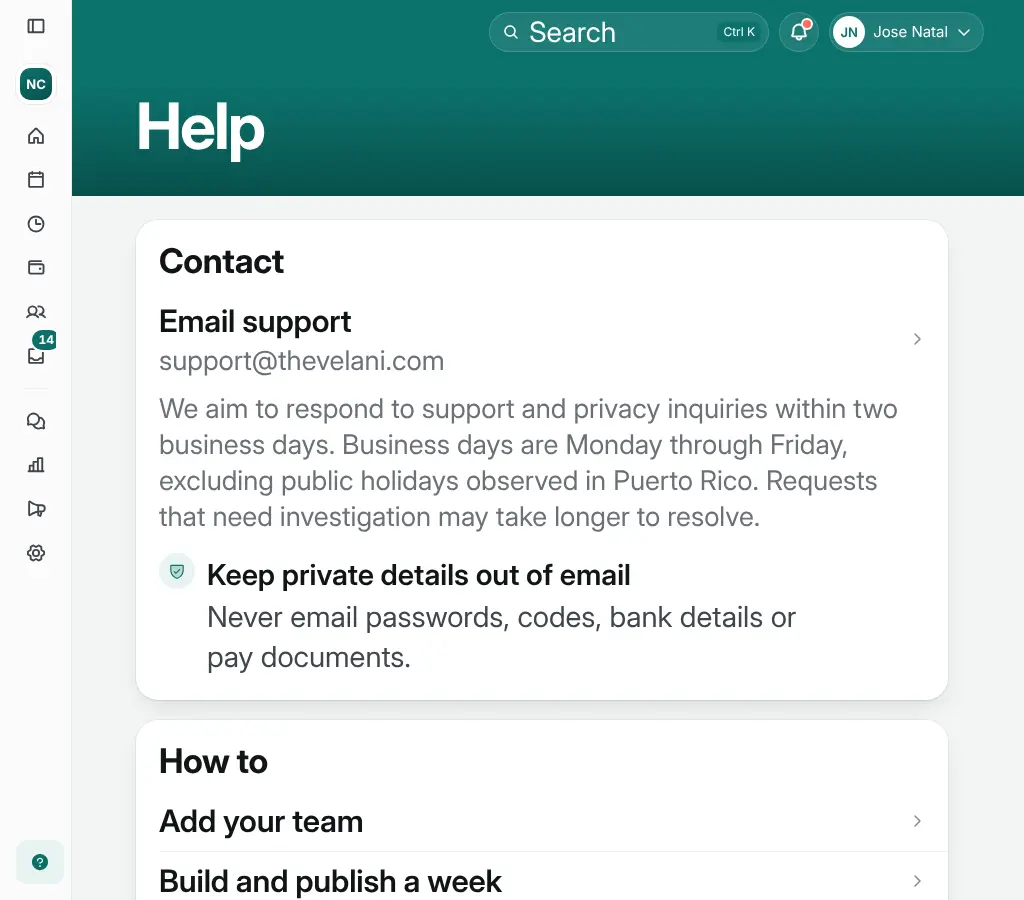 Search
Ctrl K
JN
Jose Natal
NC
Help
Contact
Email support
support@thevelani.com
14
We aim to respond to support and privacy inquiries within two
business days. Business days are Monday through Friday,
excluding public holidays observed in Puerto Rico. Requests
that need investigation may take longer to resolve.
Keep private details out of email
Never email passwords, codes, bank details or
pay documents.
How to
Add your team
?
Build and publish a week